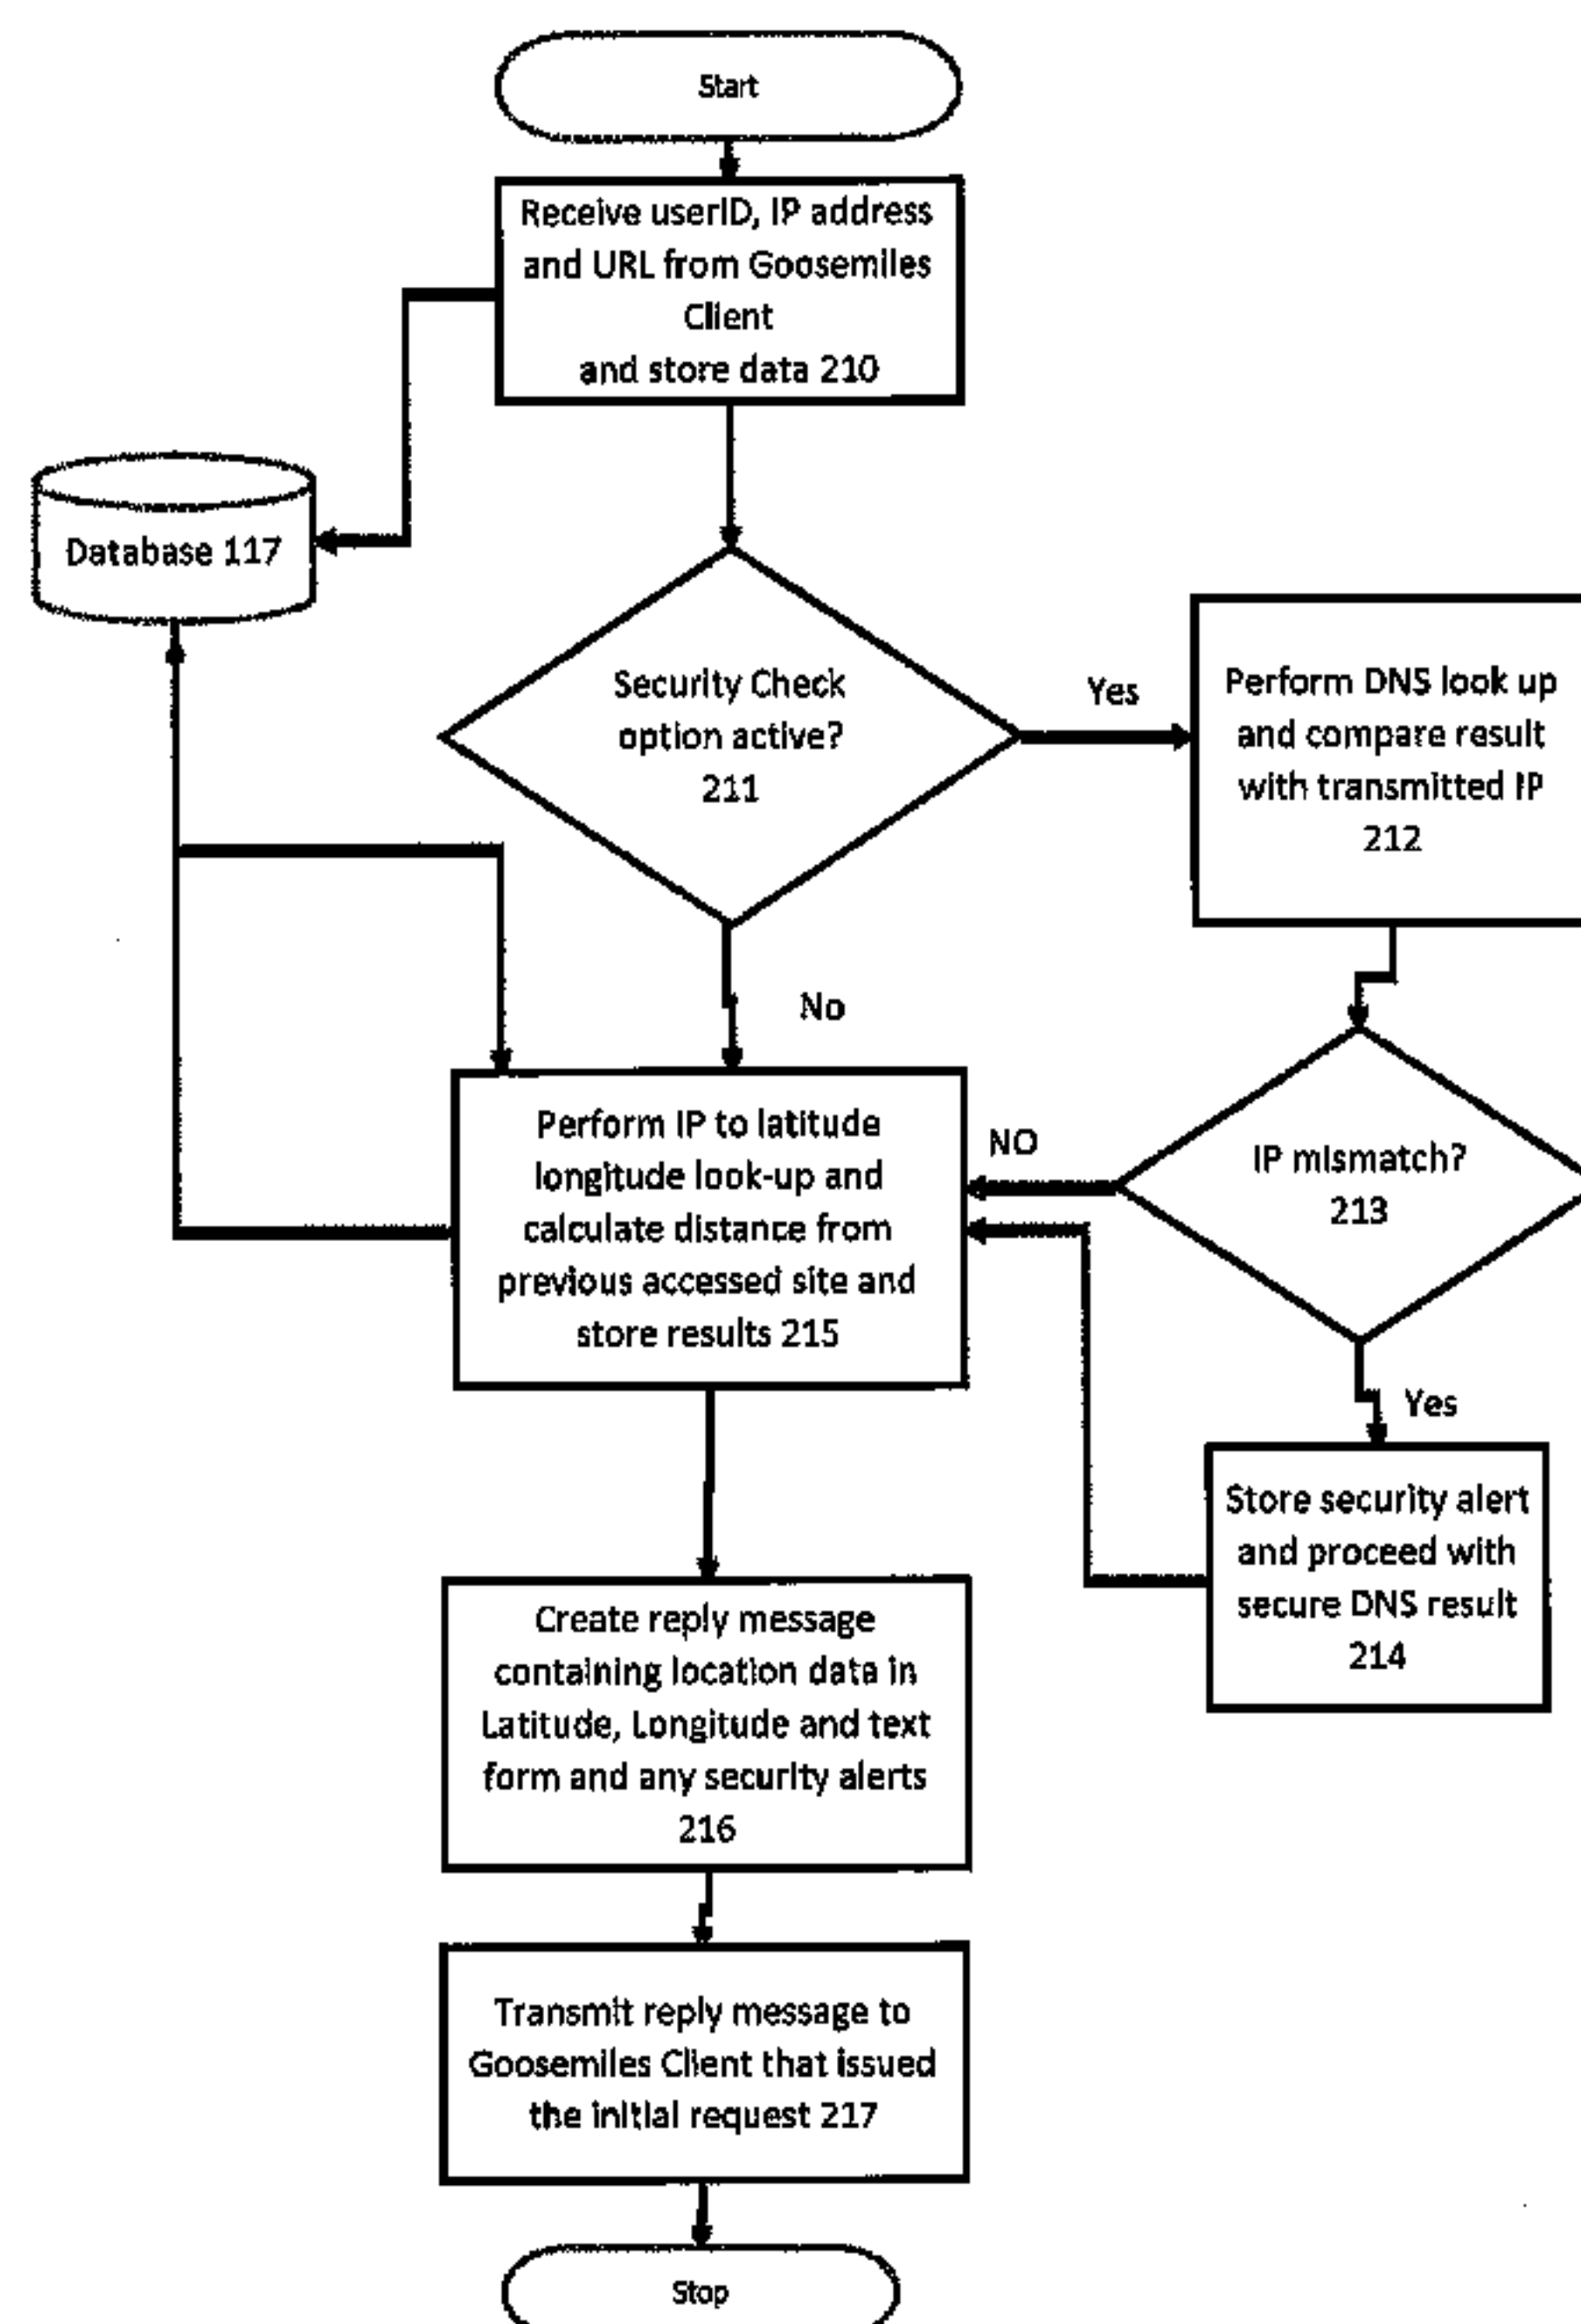 Start
Receive userID, IP address
and URL from Goosemiles
Client
and store data 210
Database 117
Security Check
option active?
211
Yes
Perform DNS look up
and compare result
with transmitted IP
212
No
Perform IP to latitude
longitude look-up and
calculate distance from
previous accessed site and
store results 215
NO
IP mismatch?
213
Yes
Store security alert
and proceed with
secure DNS result
214
Create reply message
containing location data in
Latitude, Longitude and text
form and any security alerts
216
Transmit reply message to
Goosemiles Client that issued
the initial request 217
Stop